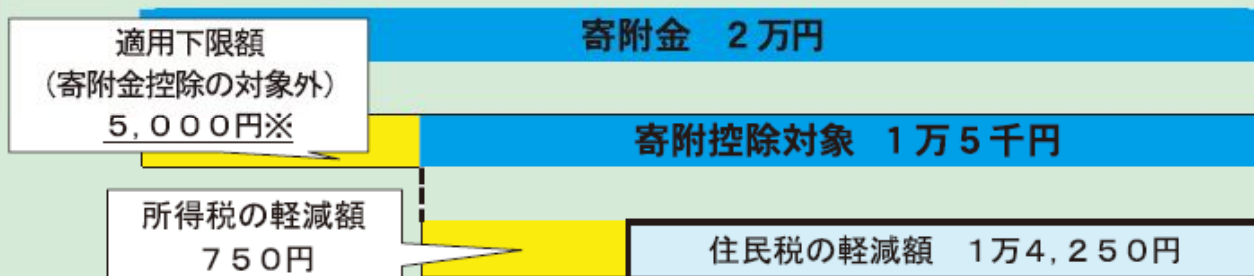 適用下限額
(寄附金控除の対象外)
5,000円※
寄附金 2万円
寄附控除対象 1万5千円
所得税の軽減額
750円
住民税の軽減額 1万4,250円